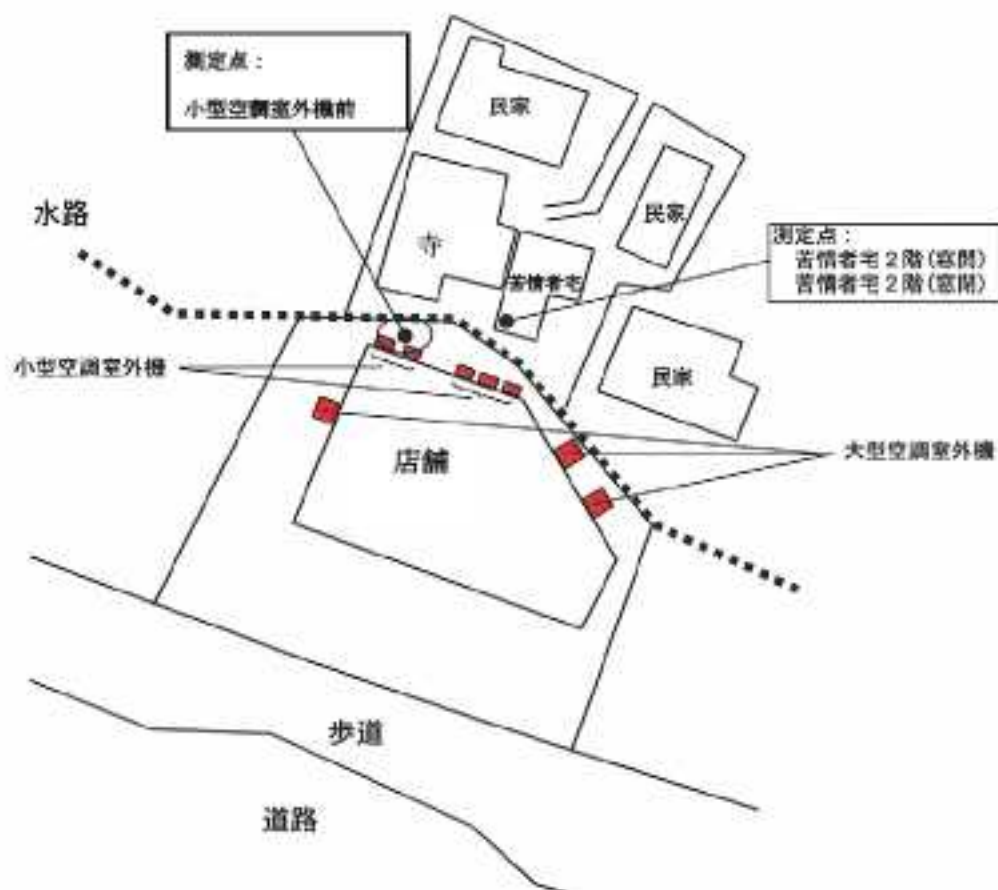 測定点：
小型空調室外機前
民家
水路
民家
測定点：
苦情者宅２階(窓開)
苦情者宅２階(窓閉)
寺
苦情者宅
小型空調室外機
民家
店舗
大型空調室外機
歩道
道路